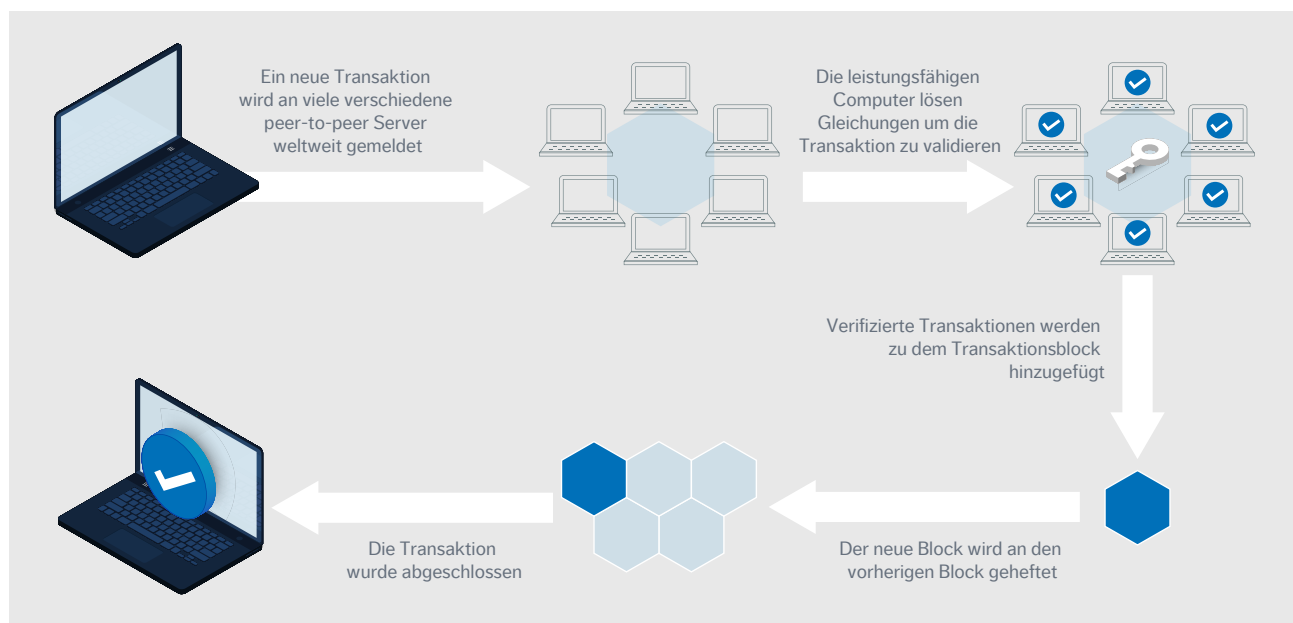 Ein neue Transaktion
wird an viele verschiedene
peer-to-peer Server
weltweit gemeldet
Die leistungsfähigen
Computer lösen
Gleichungen um die
Transaktion zu validieren
Verifizierte Transaktionen werden
zu dem Transaktionsblock
hinzugefügt
Der neue Block wird an den
vorherigen Block geheftet
Die Transaktion
wurde abgeschlossen